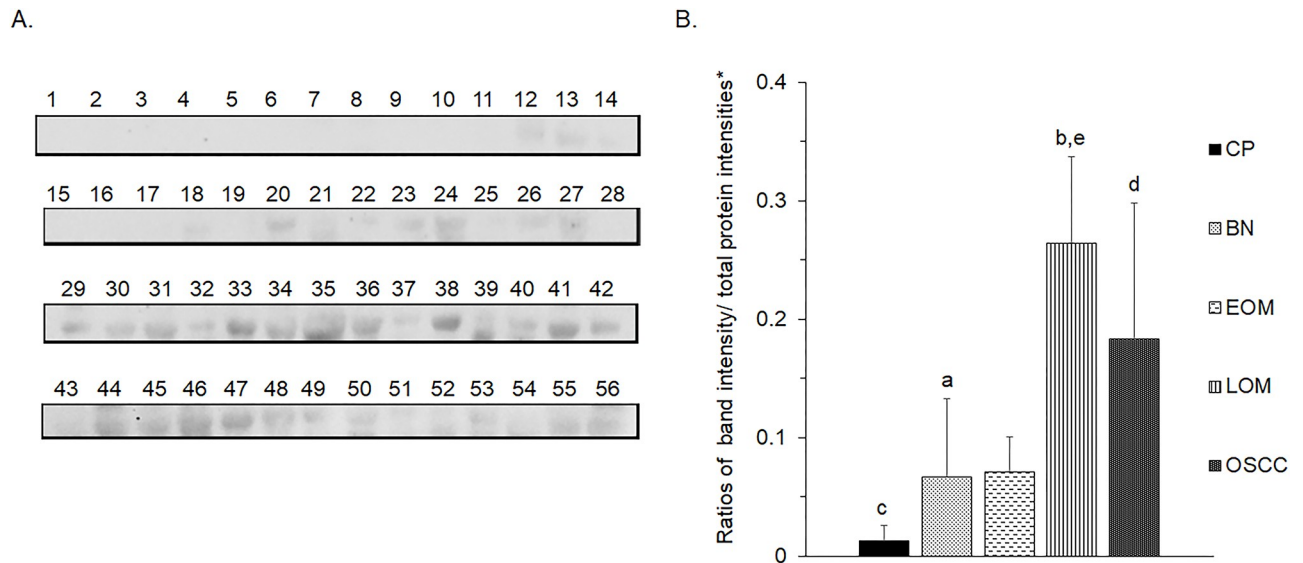 A.
1 2 3 4 5 6 7 8 9 10 11 12 13 14
15 16 17 18 19 20 21 22 23 24 25 26 27 28
29 30 31 32 33 34 35 36 37 38 39 40 41 42
43 44 45 46 47 48 49 50 51 52 53 54 55 56
B.
Ratios of band intensity/ total protein intensities*
0.4
0.3
0.2
0.1
0
c
a
b,e
d
CP
BN
EOM
LOM
OSCC